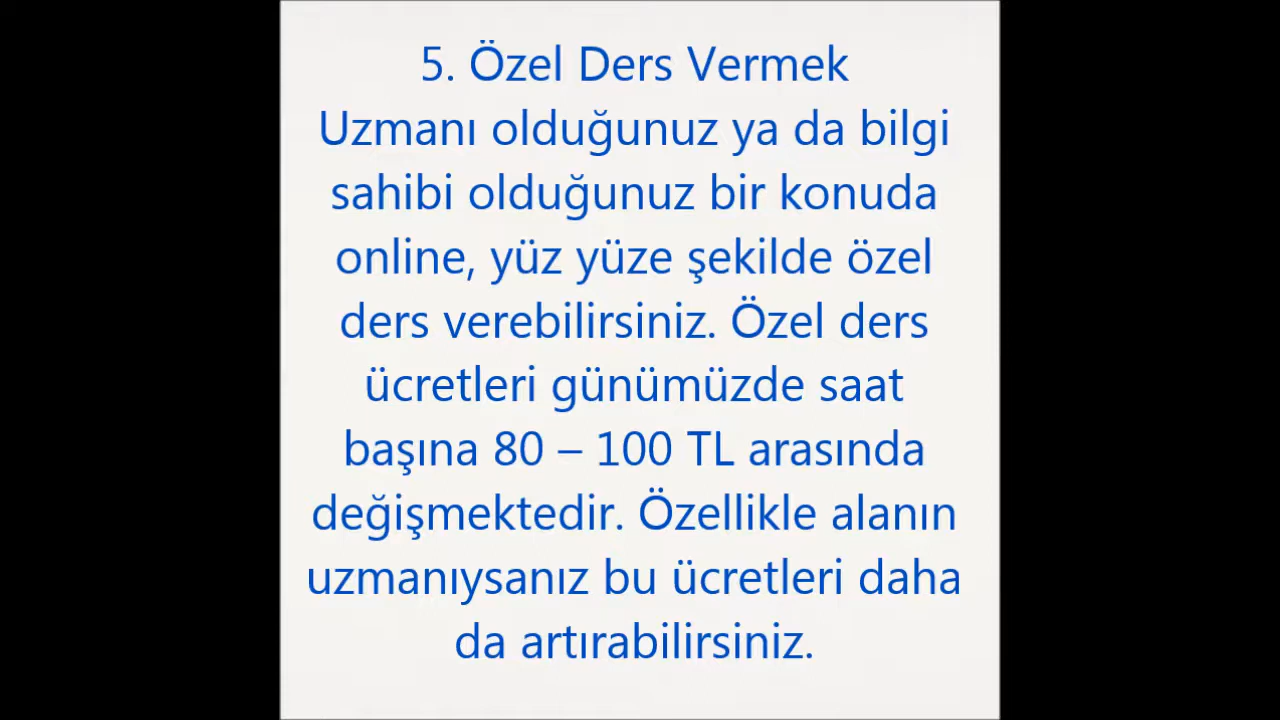 5. Özel Ders Vermek
Uzmanı olduğunuz ya da bilgi
sahibi olduğunuz bir konuda
online, yüz yüze şekilde özel
ders verebilirsiniz. Özel ders
ücretleri günümüzde saat
başına 80 – 100 TL arasında
değişmektedir. Özellikle alanın
uzmanıysanız bu ücretleri daha
da artırabilirsiniz.